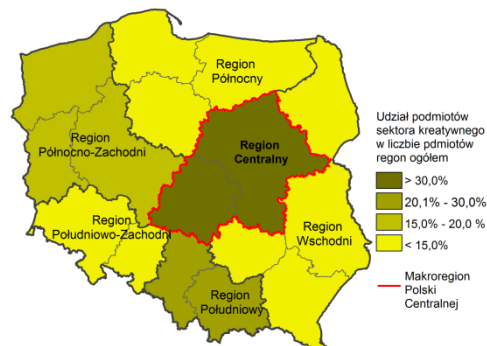 Region
Północny
Region
Północno-Zachodni
Region
Centralny
Region
Południowo-Zachodni
Region
Wschodni
Region
Południowy
Udział podmiotów
sektora kreatywnego
w liczbie pdmiotów
regon ogółem
> 30,0%
20,1% - 30,0%
15,0% - 20,0 %
< 15,0%
Makroregion
Polski
Centralnej